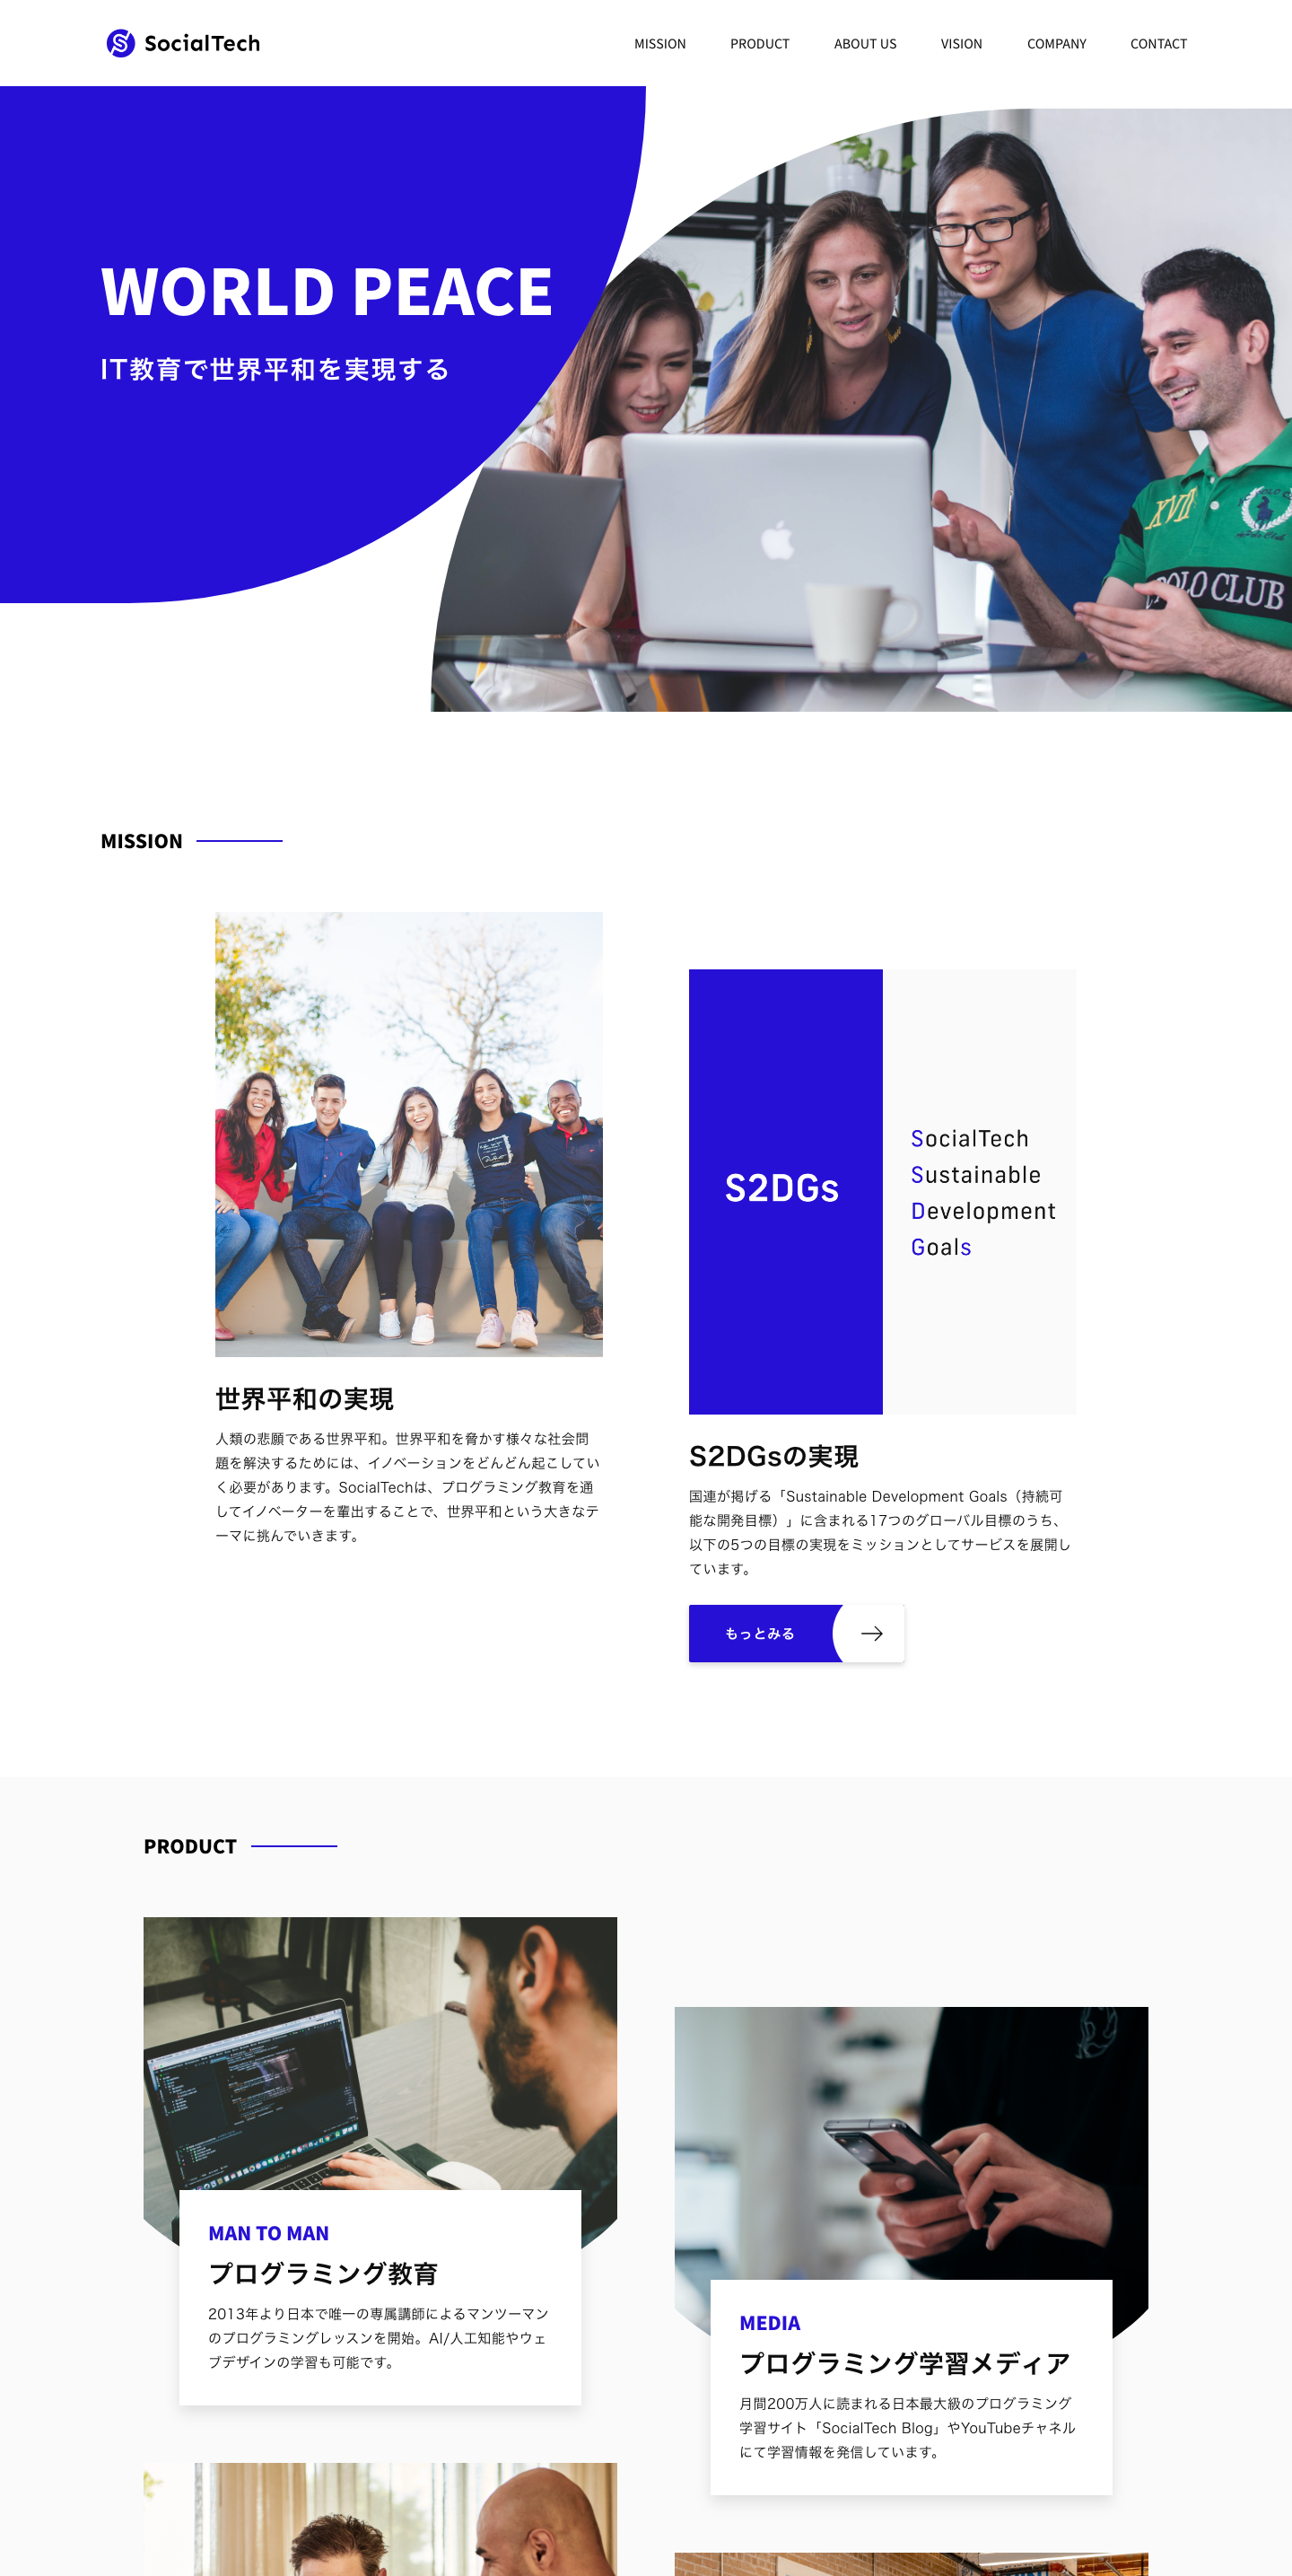 SocialTech
MISSION
PRODUCT
ABOUT US
VISION
COMPANY
CONTACT
WORLD PEACE
IT教育で世界平和を実現する
XVII
POLO CLUB
MISSION
世界平和の実現
人類の悲願である世界平和。世界平和を脅かす様々な社会問
題を解決するためには、イノベーションをどんどん起こしてい
く必要があります。SocialTechは、プログラミング教育を通
してイノベーターを輩出することで、世界平和という大きなテ
ーマに挑んでいきます。
S2DGs
SocialTech
Sustainable
Development
Goals
S2DGsの実現
国連が掲げる「Sustainable Development Goals（持続可
能な開発目標）」に含まれる17つのグローバル目標のうち、
以下の5つの目標の実現をミッションとしてサービスを展開し
ています。
もっとみる
PRODUCT
MAN TO MAN
プログラミング教育
2013年より日本で唯一の専属講師によるマンツーマン
のプログラミングレッスンを開始。AI/人工知能やウェ
ブデザインの学習も可能です。
MEDIA
プログラミング学習メディア
月間200万人に読まれる日本最大級のプログラミング
学習サイト「SocialTech Blog」やYouTubeチャネル
にて学習情報を発信しています。